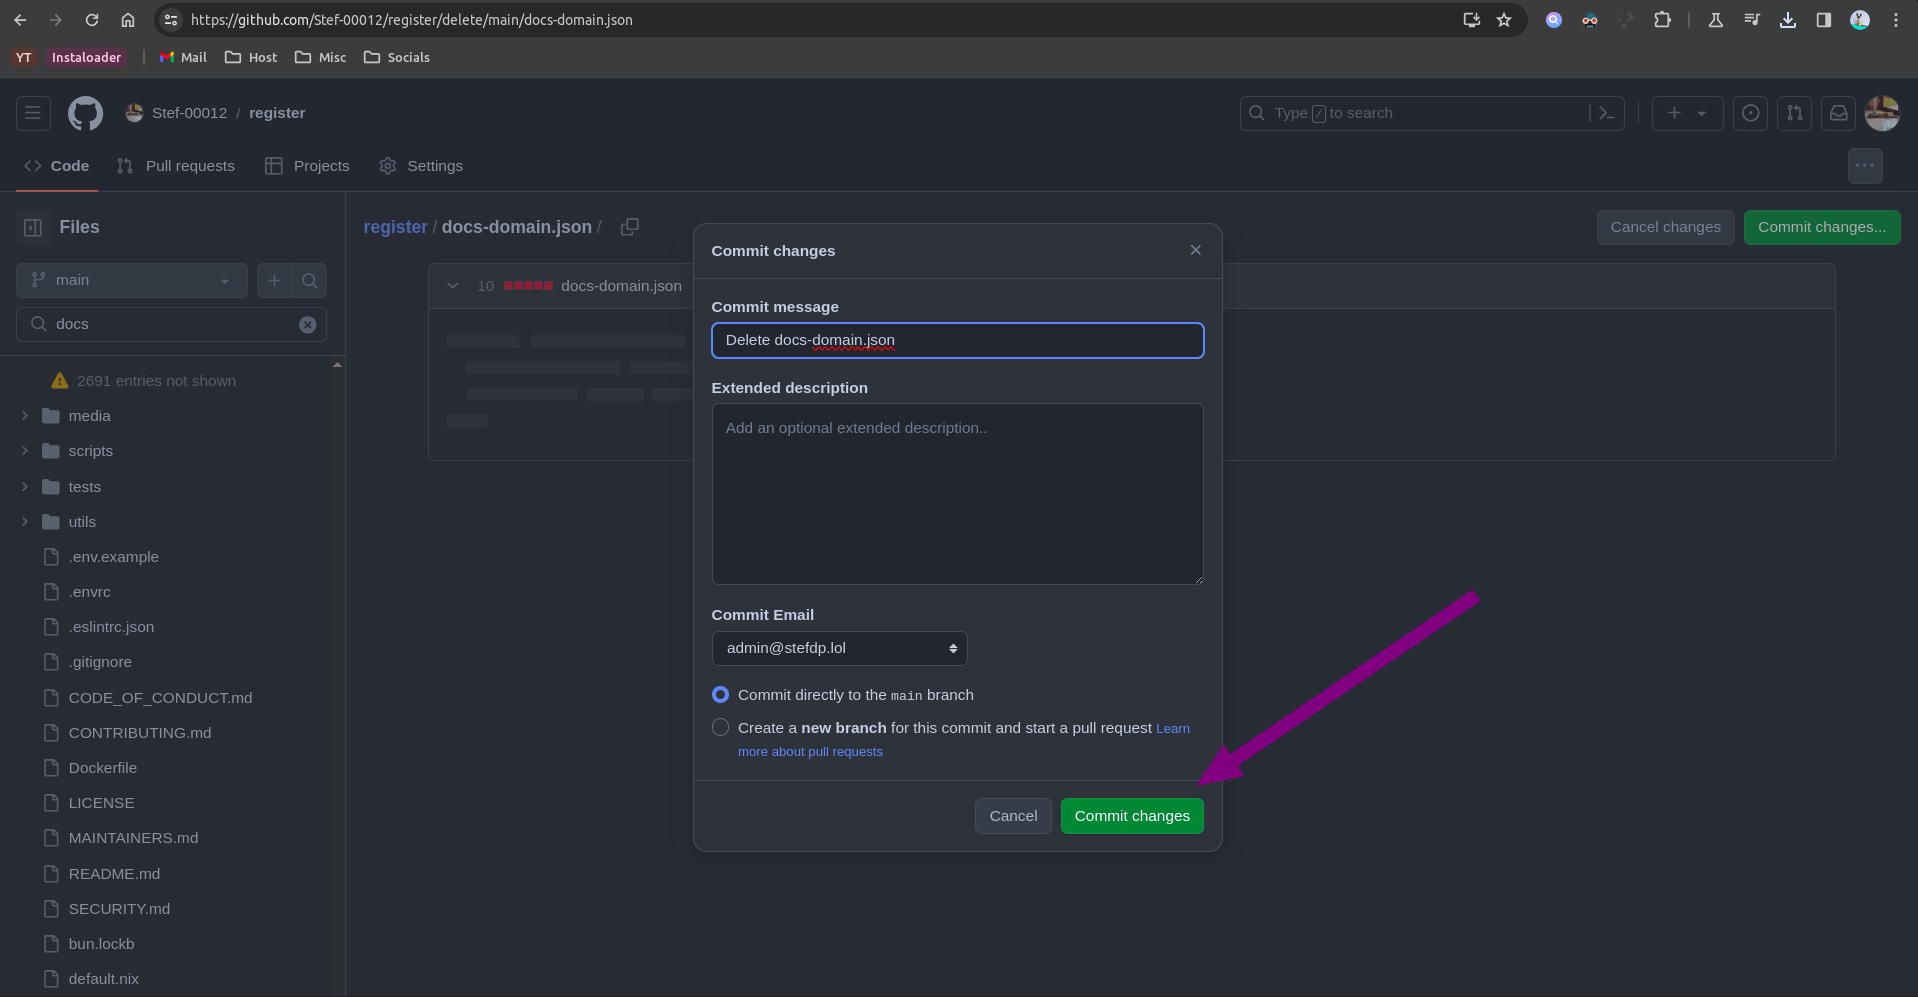 https://github.com/Stef-00012/register/delete/main/docs-domain.json
YT Instaloader Mail Host Misc Socials
Stef-00012 / register
Type / to search
Code Pull requests Projects Settings
Files
register / docs-domain.json /
Cancel changes
Commit changes...
main
docs
10 docs-domain.json
2691 entries not shown
media
scripts
tests
utils
.env.example
.envrc
.eslintrc.json
.gitignore
CODE_OF_CONDUCT.md
CONTRIBUTING.md
Dockerfile
LICENSE
MAINTAINERS.md
README.md
SECURITY.md
bun.lockb
default.nix
Commit changes
Commit message
Delete docs-domain.json
Extended description
Add an optional extended description..
Commit Email
admin@stefdp.lol
Commit directly to the main branch
Create a new branch for this commit and start a pull request Learn
more about pull requests
Cancel
Commit changes